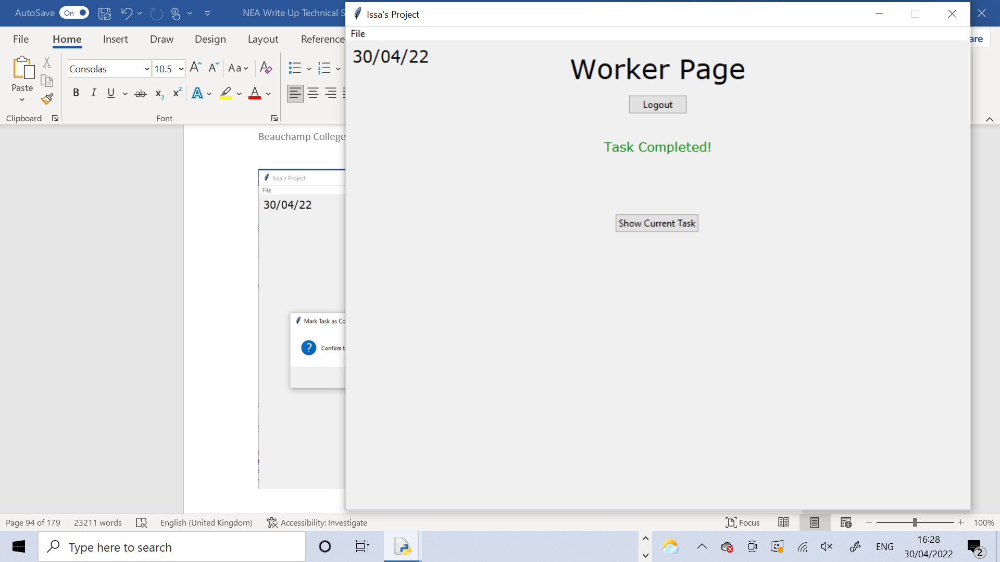 AutoSave On NEA Write Up Technical S
File Home Insert Draw Design Layout Reference
are
Paste
Consolas 10.5
Clipboard
Font
Beauchamp College
Issa's Project
File
30/04/22
Mark Task as Co
Confirm t
Issa's Project
File
30/04/22
Worker Page
Logout
Task Completed!
Show Current Task
Page 94 of 179 23211 words English (United Kingdom) Accessibility: Investigate Focus 100%
Type here to search
ENG
16:28
30/04/2022
2